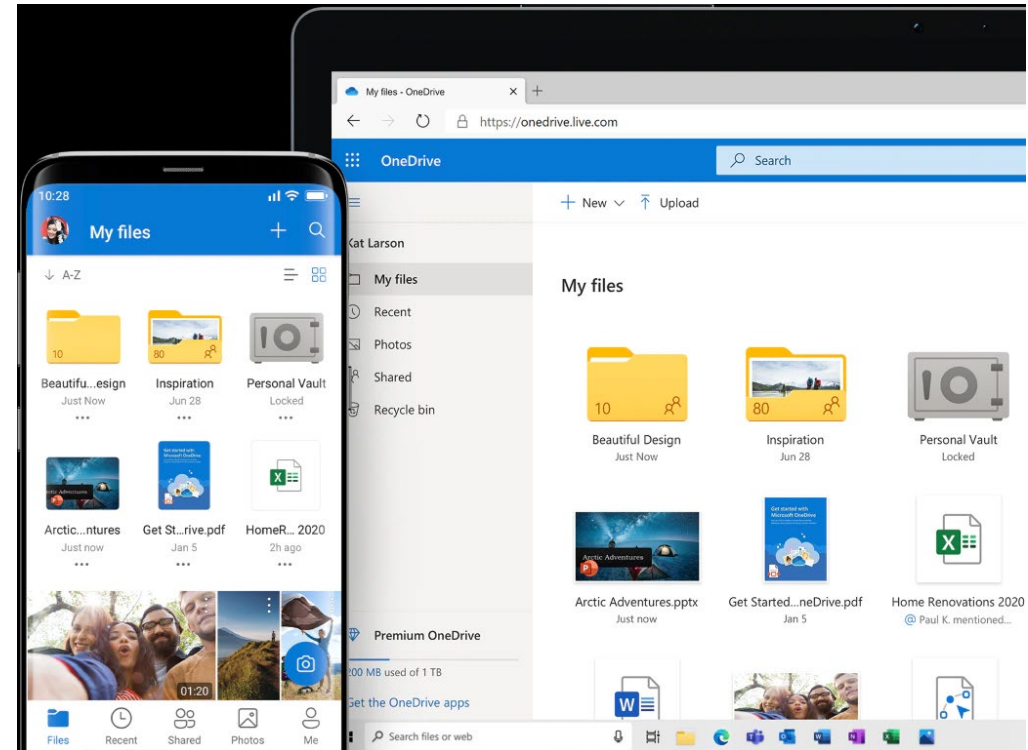 10:28
My files
A-Z
10
80
Beautifu...esign
Inspiration
Personal Vault
Just Now
Jun 28
Locked
Arctic...ntures
Get St...rive.pdf
HomeR... 2020
Just now
Jan 5
2h ago
01:20
Files
Recent
Shared
Photos
Me
My files - OneDrive
https://onedrive.live.com
OneDrive
Search
New
Upload
Kat Larson
My files
Recent
Photos
Shared
Recycle bin
Premium OneDrive
200 MB used of 1 TB
Get the OneDrive apps
My files
10
80
Beautiful Design
Inspiration
Personal Vault
Just Now
Jun 28
Locked
Arctic Adventures
Get started with
Microsoft OneDrive
Arctic Adventures.pptx
Get Started...neDrive.pdf
Home Renovations 2020
Just now
Jan 5
@ Paul K. mentioned...
Search files or web